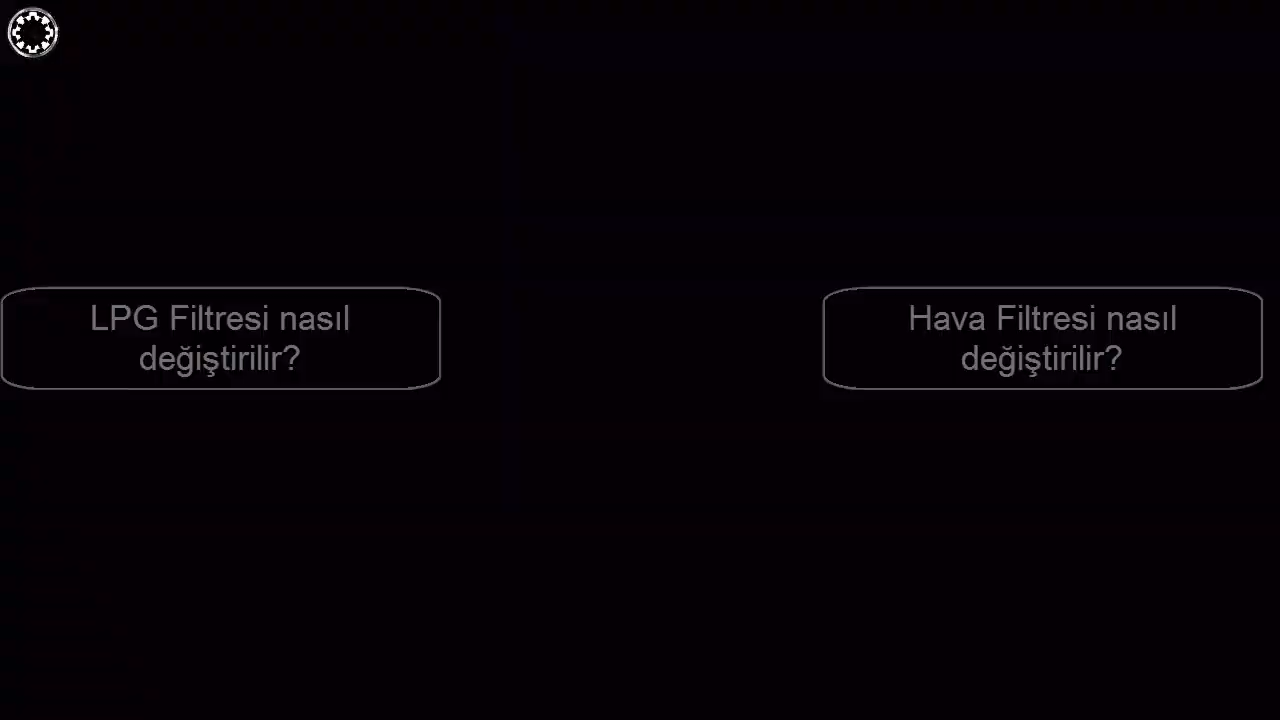 LPG Filtresi nasıl
değiştirilir?
Hava Filtresi nasıl
değiştirilir?